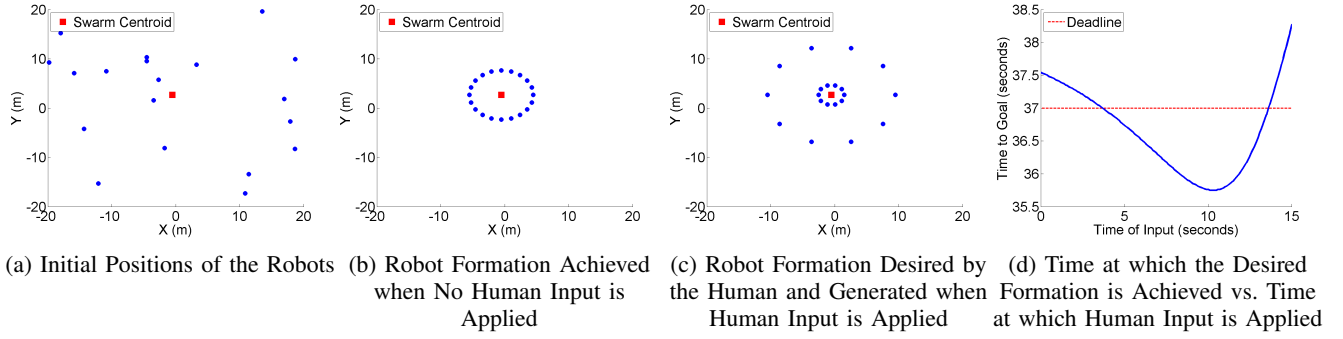 Swarm Centroid
20
10
0
-10
-20
Y (m)
-20 -10 0 10 20
X (m)
(a) Initial Positions of the Robots
Swarm Centroid
20
10
0
-10
-20
Y (m)
-20 -10 0 10 20
X (m)
(b) Robot Formation Achieved
when No Human Input is
Applied
Swarm Centroid
20
10
0
-10
-20
Y (m)
-20 -10 0 10 20
X (m)
(c) Robot Formation Desired by
the Human and Generated when
Human Input is Applied
Deadline
38.5
38
37.5
37
36.5
36
35.5
Time to Goal (seconds)
0 5 10 15
Time of Input (seconds)
(d) Time at which the Desired
Formation is Achieved vs. Time
at which Human Input is Applied